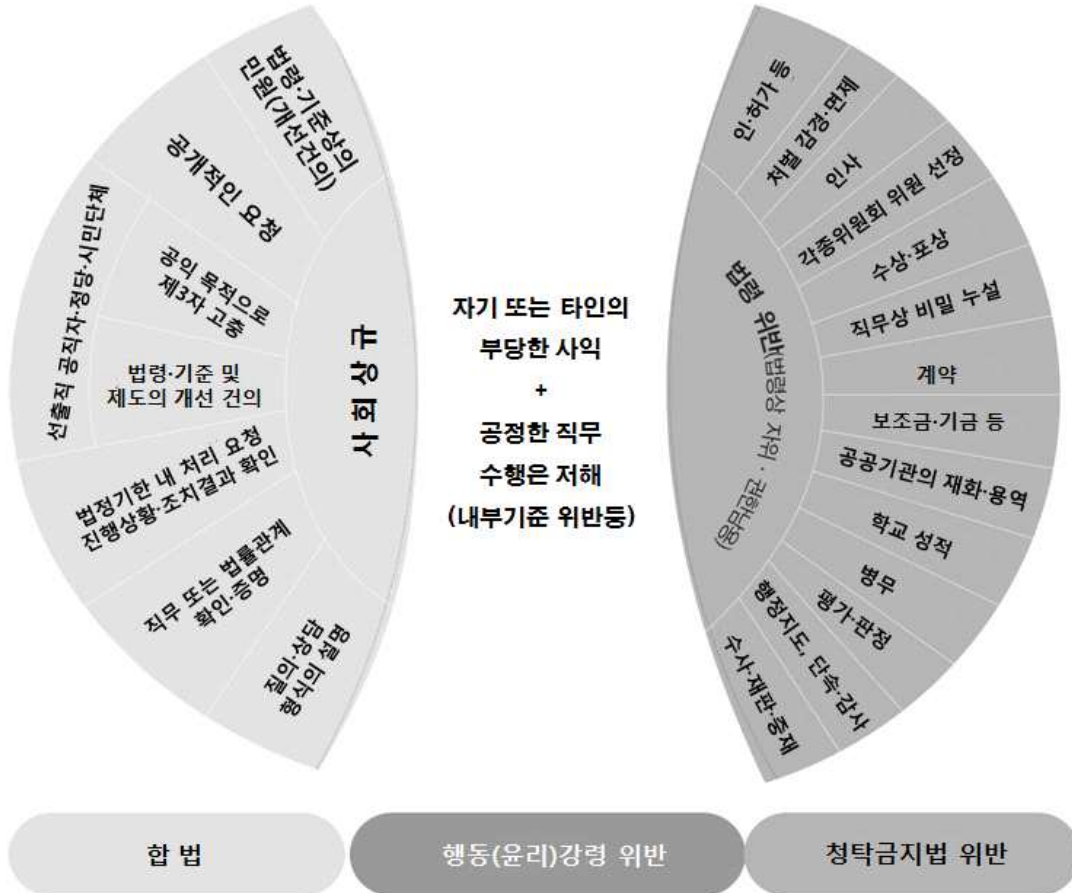 법령·기준상의
민원(개선건의)
공개적인 요청
선출직 공직자·정당·시민단체
공익 목적으로
제3자 고충
법령·기준 및
제도의 개선 건의
법정기한 내 처리 요청
진행상황·조치결과 확인
직무 또는 법률관계
확인·증명
질의·상담
형식의 설명
사회상규
자기 또는 타인의
부당한 사익
+
공정한 직무
수행은 저해
(내부기준 위반등)
법령 위반(법령상 지위·권한남용)
인·허가 등
처벌 감경·면제
인사
각종위원회 위원 선정
수상·포상
직무상 비밀 누설
계약
보조금·기금 등
공공기관의 재화·용역
학교 성적
병무
평가·판정
행정지도, 단속·감사
수사·재판·중재
합 법
행동(윤리)강령 위반
청탁금지법 위반